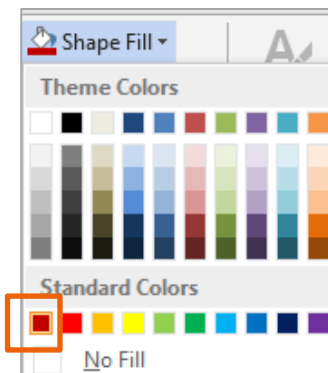 Shape Fill
A
Theme Colors
Standard Colors
No Fill